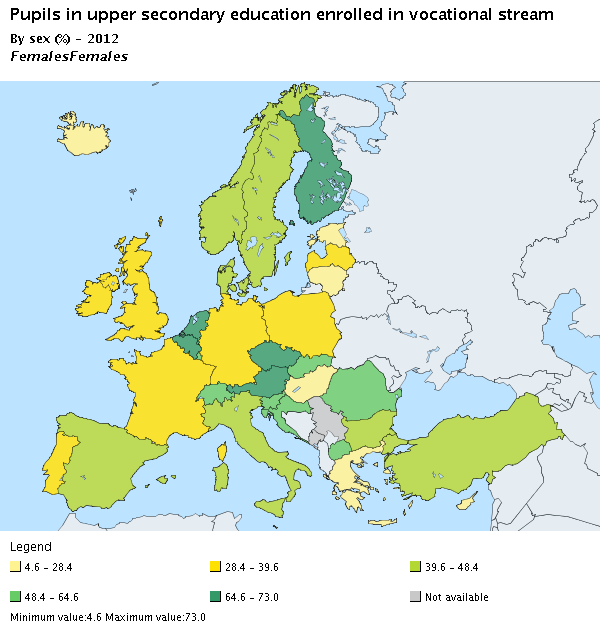 Pupils in upper secondary education enrolled in vocational stream
By sex (%) - 2012
FemalesFemales
Legend
4.6 - 28.4
28.4 - 39.6
39.6 - 48.4
48.4 - 64.6
64.6 - 73.0
Not available
Minimum value:4.6 Maximum value:73.0